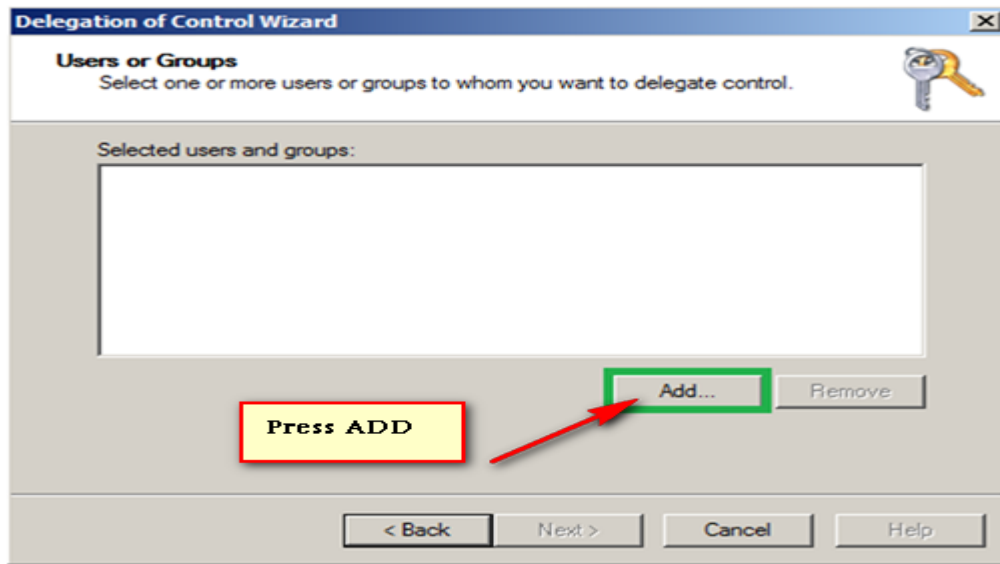 Delegation of Control Wizard
Users or Groups
Select one or more users or groups to whom you want to delegate control.
Selected users and groups:
Add...
Remove
Press ADD
< Back
Next >
Cancel
Help